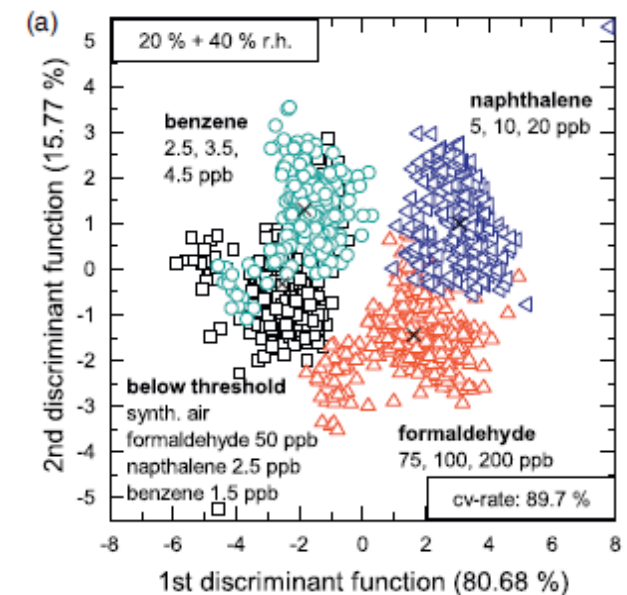 (a)
20 % + 40 % r.h.
benzene
2.5, 3.5,
4.5 ppb
naphthalene
5, 10, 20 ppb
below threshold
synth. air
formaldehyde 50 ppb
napthalene 2.5 ppb
benzene 1.5 ppb
formaldehyde
75, 100, 200 ppb
cv-rate: 89.7 %
2nd discriminant function (15.77 %)
5
4
3
2
1
0
-1
-2
-3
-4
-5
-8 -6 -4 -2 0 2 4 6 8
1st discriminant function (80.68 %)